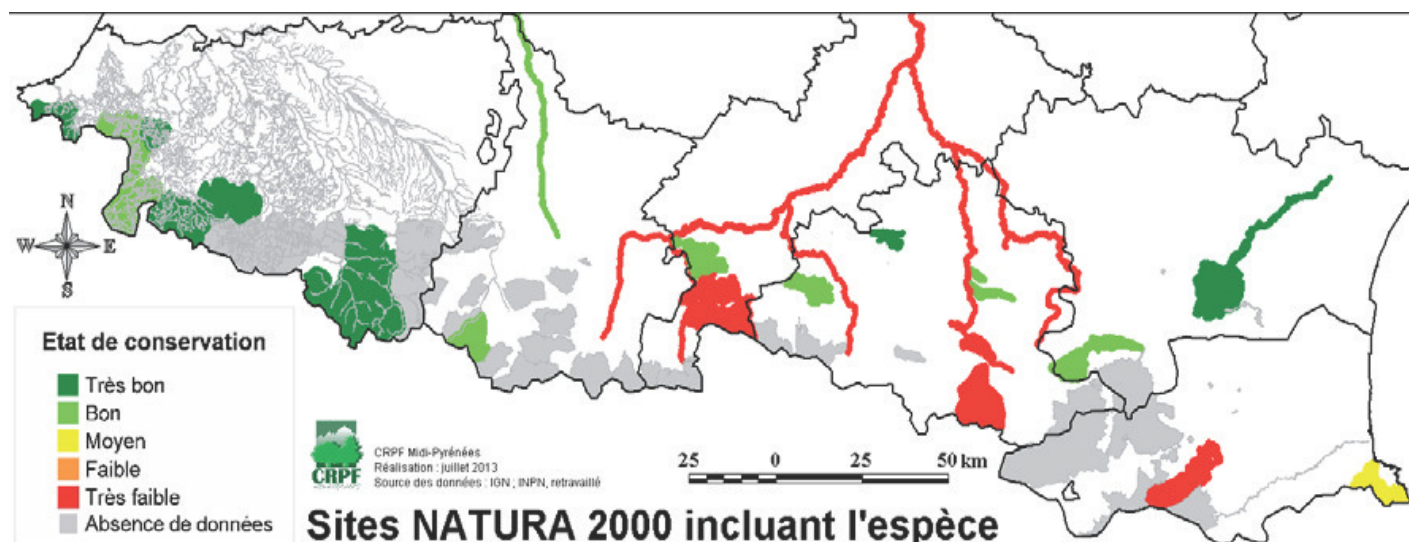 N
W E
S
Etat de conservation
Très bon
Bon
Moyen
Faible
Très faible
Absence de données
CRPF
CRPF Midi-Pyrénées
Réalisation : juillet 2013
Source des données : IGN ; INPN, retravaillé
25 0 25 50 km
Sites NATURA 2000 incluant l'espèce